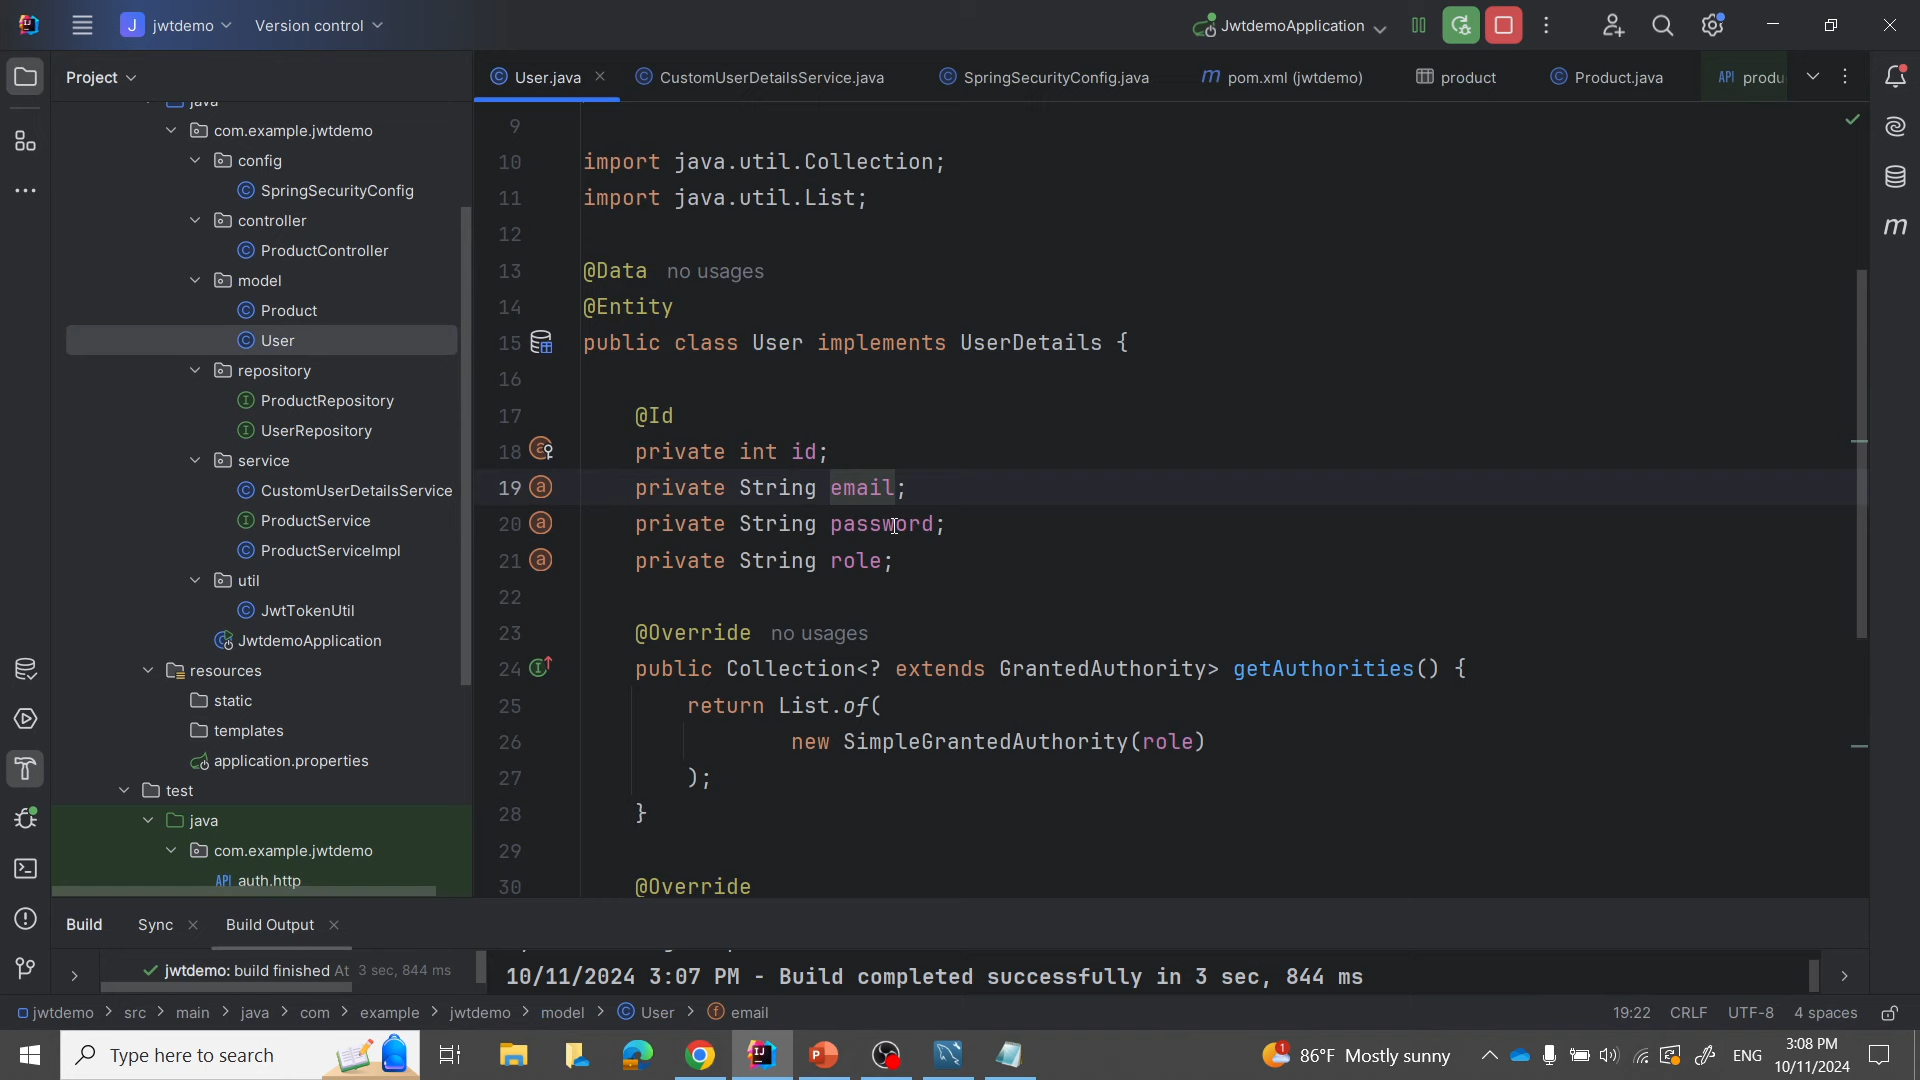 J jwtdemo Version control JwtdemoApplication
Project
User.java CustomUserDetailsService.java SpringSecurityConfig.java m pom.xml (jwtdemo) product Product.java API produ
java
com.example.jwtdemo
config
SpringSecurityConfig
controller
ProductController
model
Product
User
repository
ProductRepository
UserRepository
service
CustomUserDetailsService
ProductService
ProductServiceImpl
util
JwtTokenUtil
JwtdemoApplication
resources
static
templates
application.properties
test
java
com.example.jwtdemo
API auth.http
9
10 import java.util.Collection;
11 import java.util.List;
12
13 @Data no usages
14 @Entity
15 public class User implements UserDetails {
16
17 @Id
18 private int id;
19 private String email;
20 private String password;
21 private String role;
22
23 @Override no usages
24 public Collection<? extends GrantedAuthority> getAuthorities() {
25 return List.of(
26 new SimpleGrantedAuthority(role)
27 );
28 }
29
30 @Override
Build Sync Build Output
jwtdemo: build finished At 3 sec, 844 ms
10/11/2024 3:07 PM - Build completed successfully in 3 sec, 844 ms
jwtdemo > src > main > java > com > example > jwtdemo > model > User > email 19:22 CRLF UTF-8 4 spaces
Type here to search 86°F Mostly sunny ENG 3:08 PM
10/11/2024